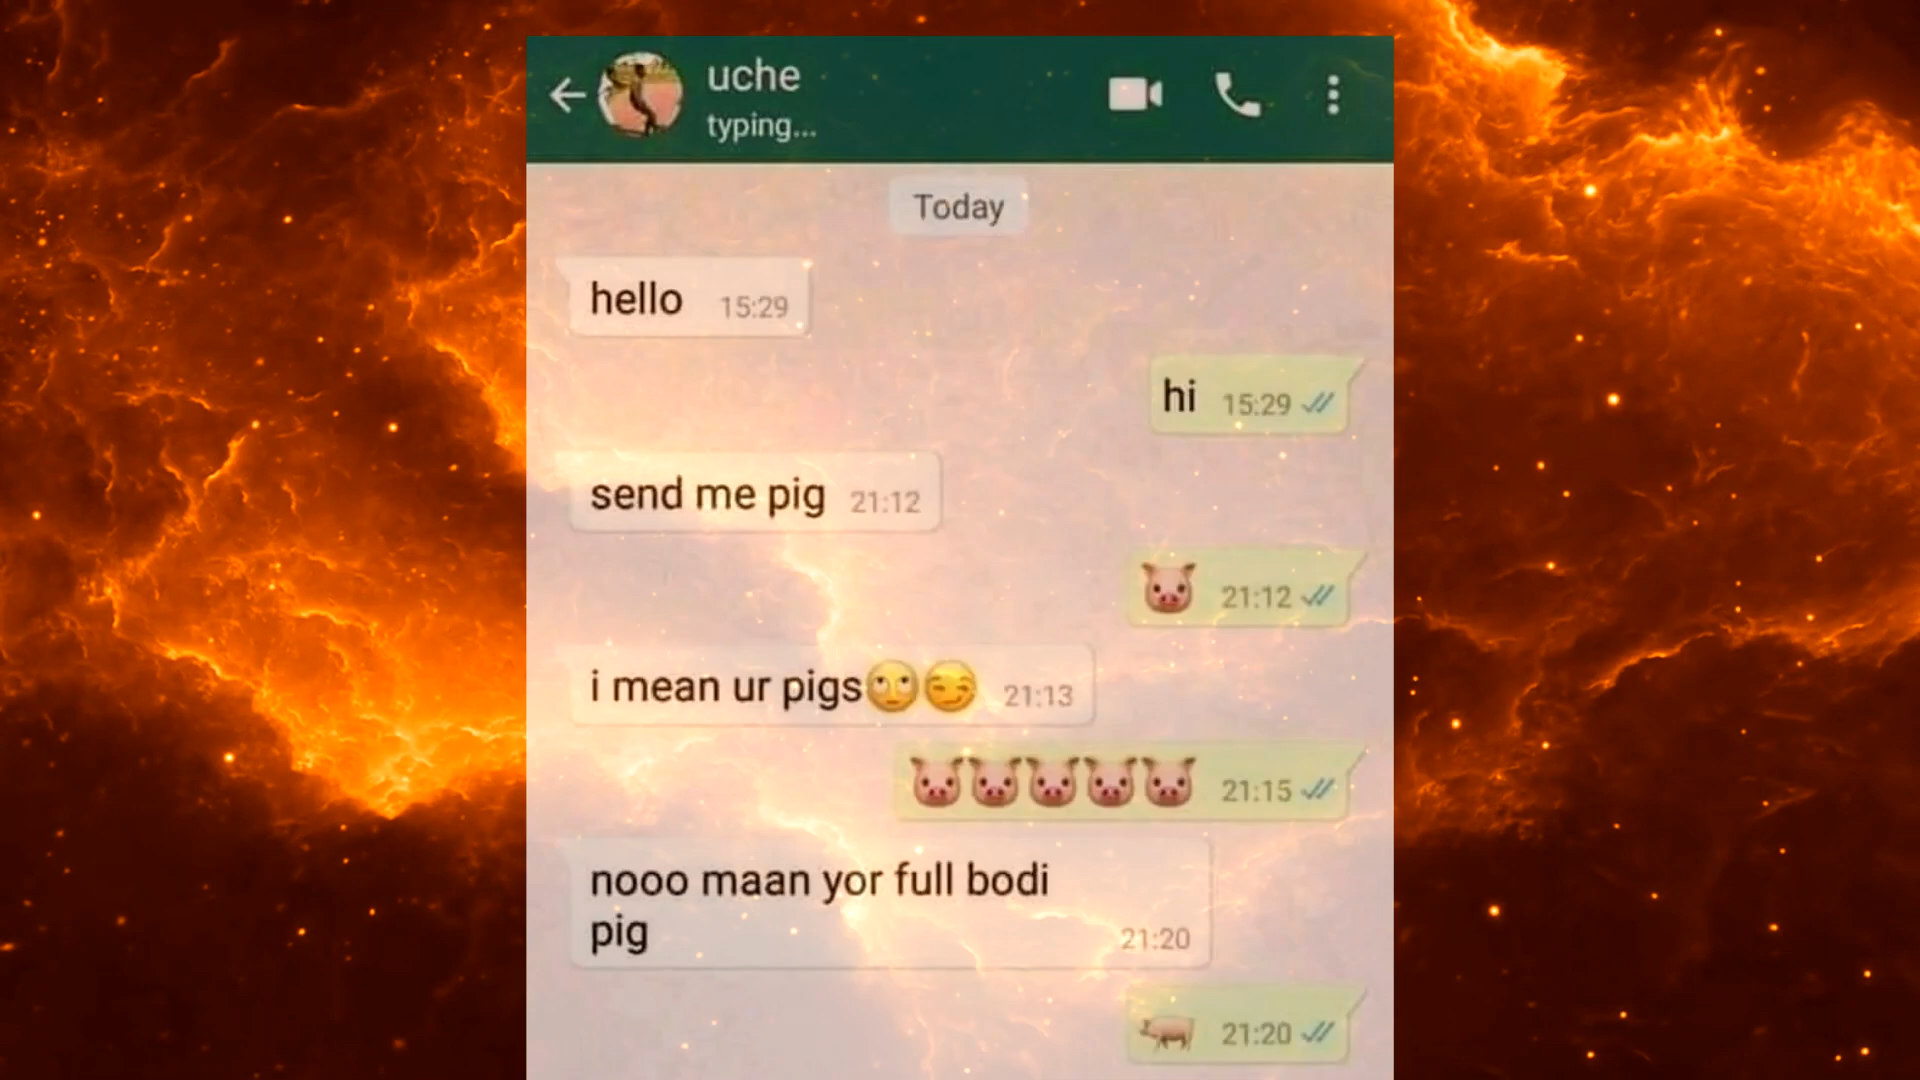 uche
typing...
Today
hello 15:29
hi 15:29
send me pig 21:12
🐷 21:12
i mean ur pigs🙄😏 21:13
🐷🐷🐷🐷🐷 21:15
nooo maan yor full bodi
pig 21:20
🐖 21:20